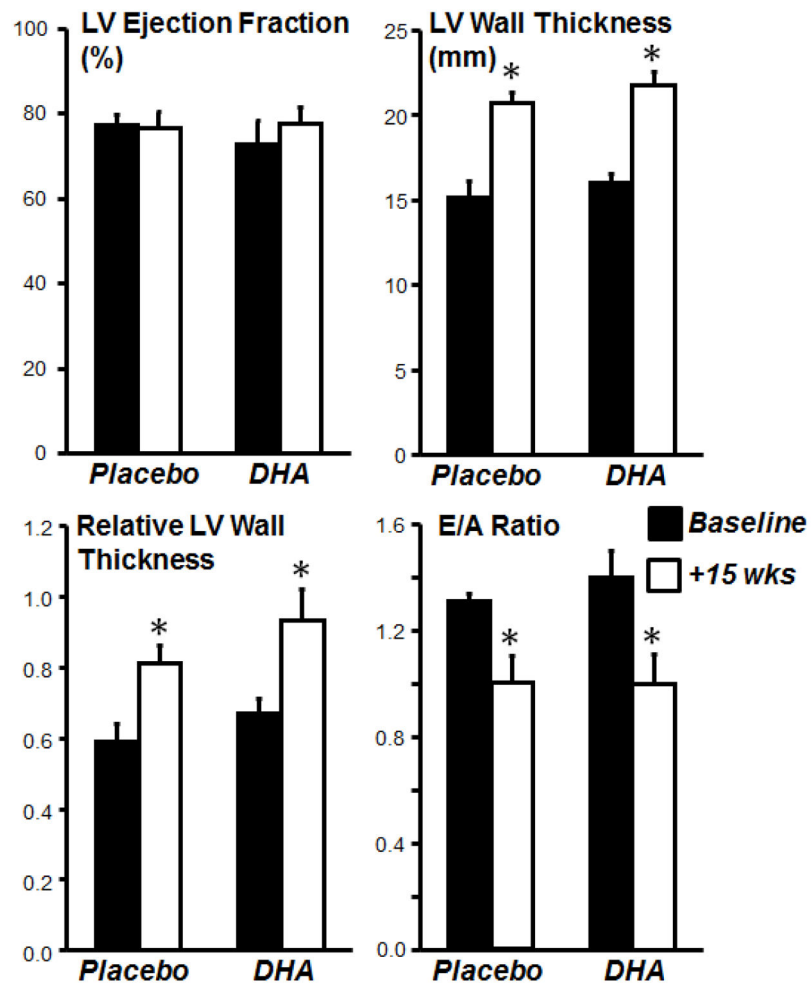 LV Ejection Fraction
(%)
100
80
60
40
20
0
Placebo DHA
LV Wall Thickness
(mm)
25
20
15
10
5
0
* *
Placebo DHA
Relative LV Wall
Thickness
1.2
1.0
0.8
0.6
0.4
0.2
0.0
* *
Placebo DHA
E/A Ratio
Baseline
+15 wks
1.6
1.2
0.8
0.4
0.0
* *
Placebo DHA